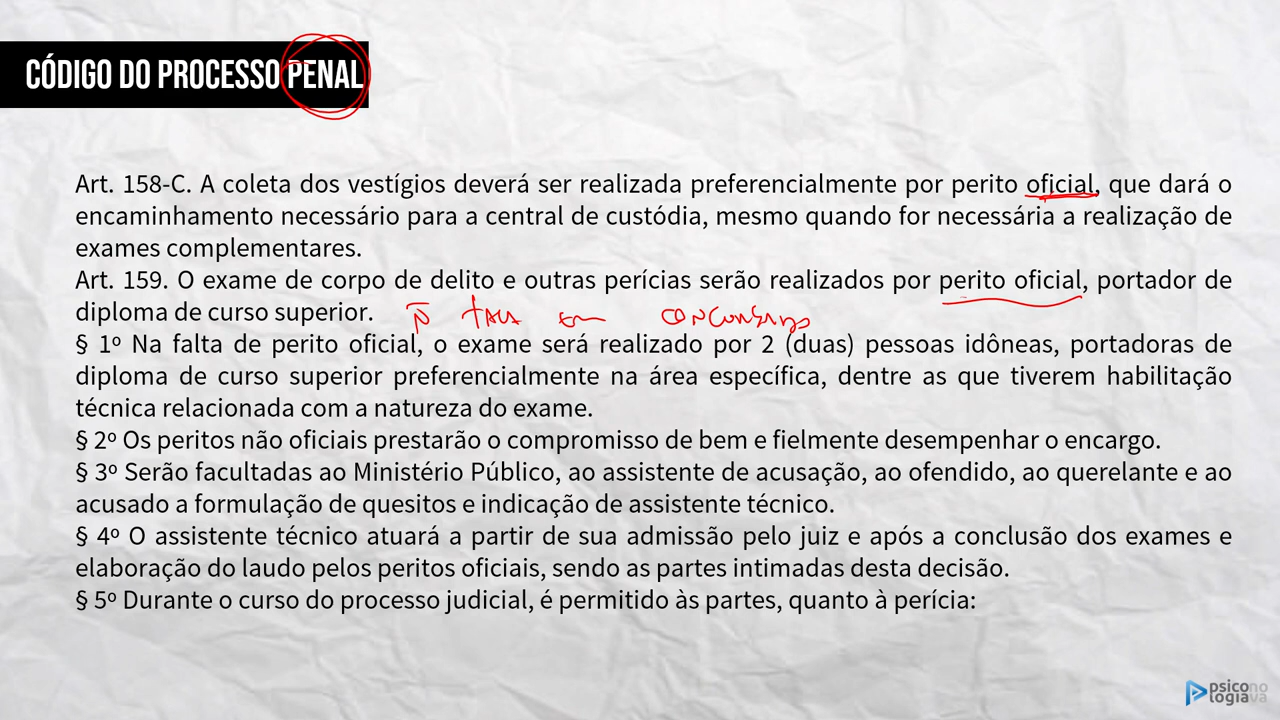 CÓDIGO DO PROCESSO PENAL
Art. 158-C. A coleta dos vestígios deverá ser realizada preferencialmente por perito oficial, que dará o
encaminhamento necessário para a central de custódia, mesmo quando for necessária a realização de
exames complementares.
Art. 159. O exame de corpo de delito e outras perícias serão realizados por perito oficial, portador de
diploma de curso superior.
§ 1º Na falta de perito oficial, o exame será realizado por 2 (duas) pessoas idôneas, portadoras de
diploma de curso superior preferencialmente na área específica, dentre as que tiverem habilitação
técnica relacionada com a natureza do exame.
§ 2º Os peritos não oficiais prestarão o compromisso de bem e fielmente desempenhar o encargo.
§ 3º Serão facultadas ao Ministério Público, ao assistente de acusação, ao ofendido, ao querelante e ao
acusado a formulação de quesitos e indicação de assistente técnico.
§ 4º O assistente técnico atuará a partir de sua admissão pelo juiz e após a conclusão dos exames e
elaboração do laudo pelos peritos oficiais, sendo as partes intimadas desta decisão.
§ 5º Durante o curso do processo judicial, é permitido às partes, quanto à perícia:
psicono
logiava